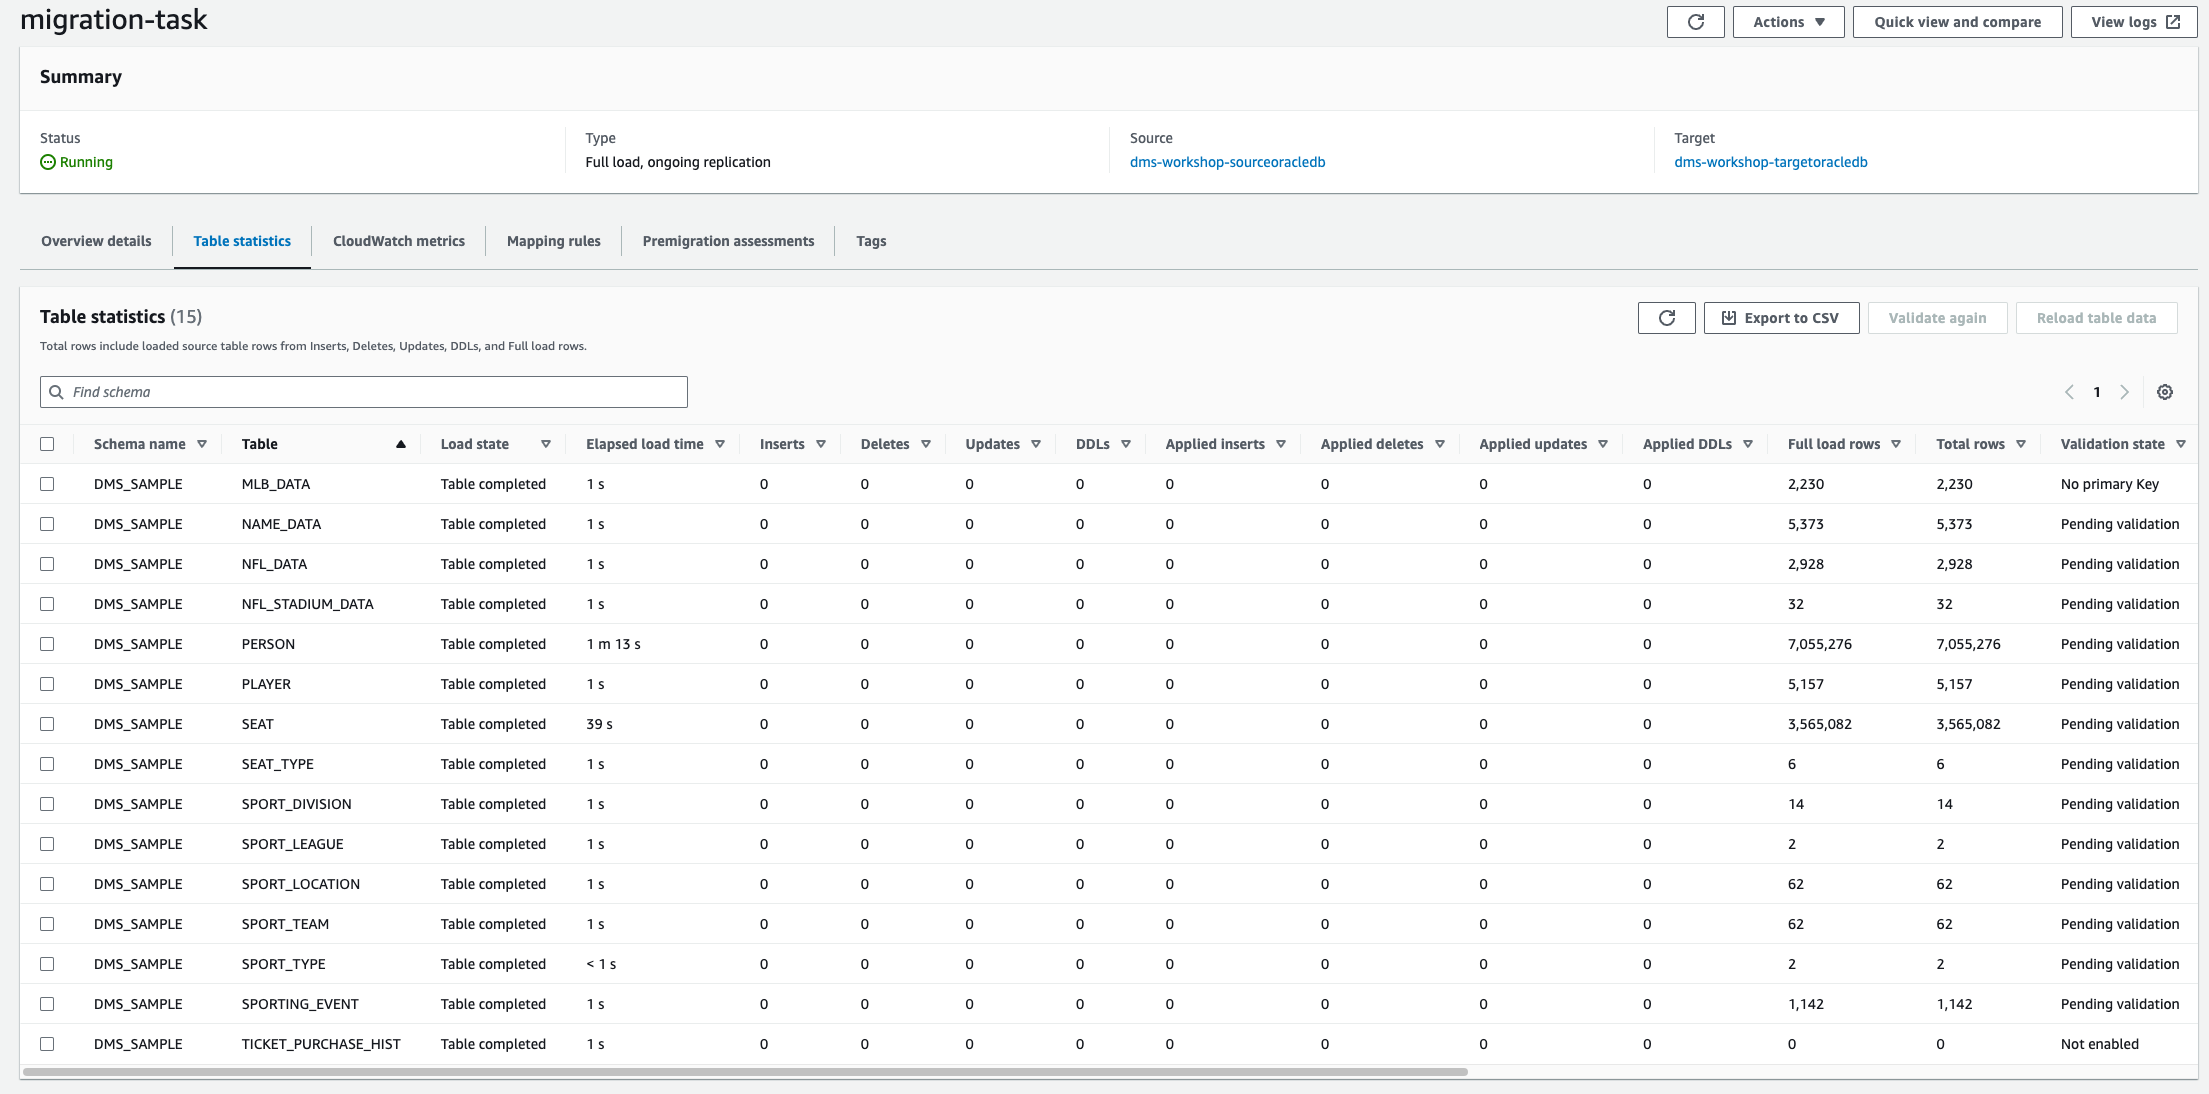 migration-task
Actions Quick view and compare View logs
Summary
Status Type Source Target
Running Full load, ongoing replication dms-workshop-sourceoracledb dms-workshop-targetoracledb
Overview details Table statistics CloudWatch metrics Mapping rules Premigration assessments Tags
Table statistics (15) Export to CSV Validate again Reload table data
Total rows include loaded source table rows from Inserts, Deletes, Updates, DDLs, and Full load rows.
Find schema 1
Schema name Table Load state Elapsed load time Inserts Deletes Updates DDLs Applied inserts Applied deletes Applied updates Applied DDLs Full load rows Total rows Validation state
DMS_SAMPLE MLB_DATA Table completed 1 s 0 0 0 0 0 0 0 0 2,230 2,230 No primary Key
DMS_SAMPLE NAME_DATA Table completed 1 s 0 0 0 0 0 0 0 0 5,373 5,373 Pending validation
DMS_SAMPLE NFL_DATA Table completed 1 s 0 0 0 0 0 0 0 0 2,928 2,928 Pending validation
DMS_SAMPLE NFL_STADIUM_DATA Table completed 1 s 0 0 0 0 0 0 0 0 32 32 Pending validation
DMS_SAMPLE PERSON Table completed 1 m 13 s 0 0 0 0 0 0 0 0 7,055,276 7,055,276 Pending validation
DMS_SAMPLE PLAYER Table completed 1 s 0 0 0 0 0 0 0 0 5,157 5,157 Pending validation
DMS_SAMPLE SEAT Table completed 39 s 0 0 0 0 0 0 0 0 3,565,082 3,565,082 Pending validation
DMS_SAMPLE SEAT_TYPE Table completed 1 s 0 0 0 0 0 0 0 0 6 6 Pending validation
DMS_SAMPLE SPORT_DIVISION Table completed 1 s 0 0 0 0 0 0 0 0 14 14 Pending validation
DMS_SAMPLE SPORT_LEAGUE Table completed 1 s 0 0 0 0 0 0 0 0 2 2 Pending validation
DMS_SAMPLE SPORT_LOCATION Table completed 1 s 0 0 0 0 0 0 0 0 62 62 Pending validation
DMS_SAMPLE SPORT_TEAM Table completed 1 s 0 0 0 0 0 0 0 0 62 62 Pending validation
DMS_SAMPLE SPORT_TYPE Table completed < 1 s 0 0 0 0 0 0 0 0 2 2 Pending validation
DMS_SAMPLE SPORTING_EVENT Table completed 1 s 0 0 0 0 0 0 0 0 1,142 1,142 Pending validation
DMS_SAMPLE TICKET_PURCHASE_HIST Table completed 1 s 0 0 0 0 0 0 0 0 0 0 Not enabled